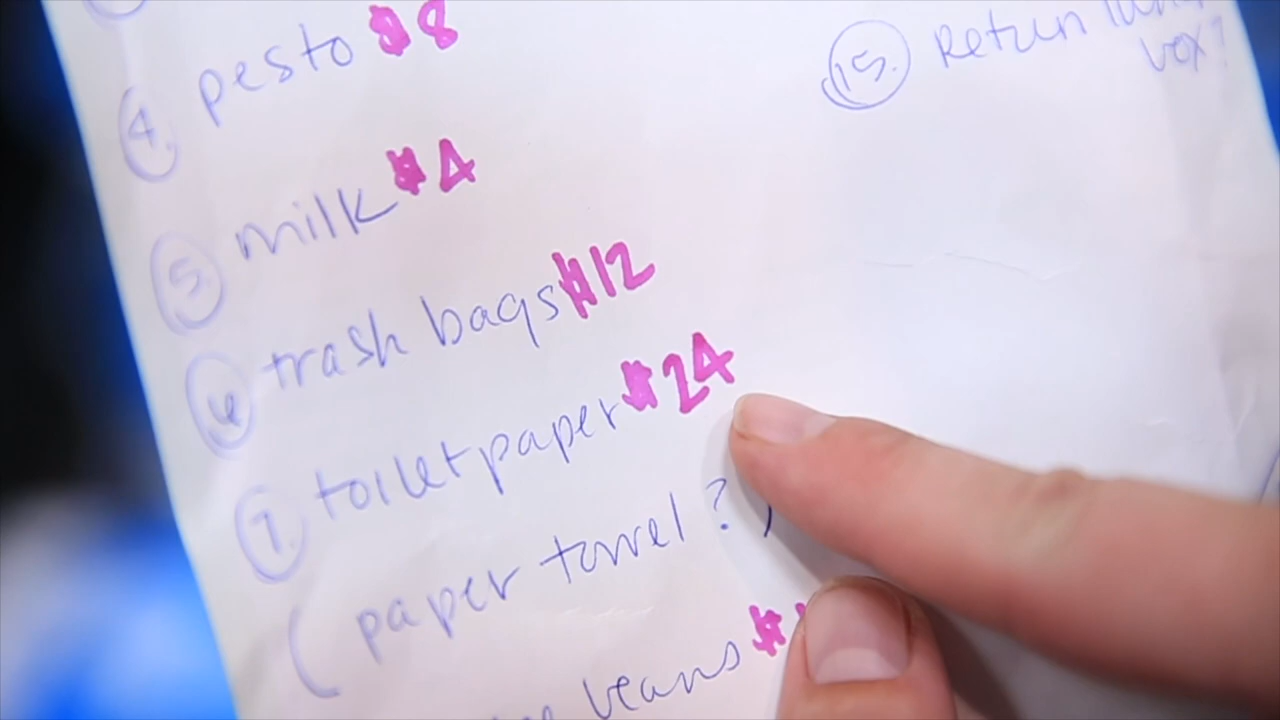 4. pesto $8
5 milk $4
6 trash bags $12
7. toilet paper $24
(paper towel?)
beans $
15. Return
box?